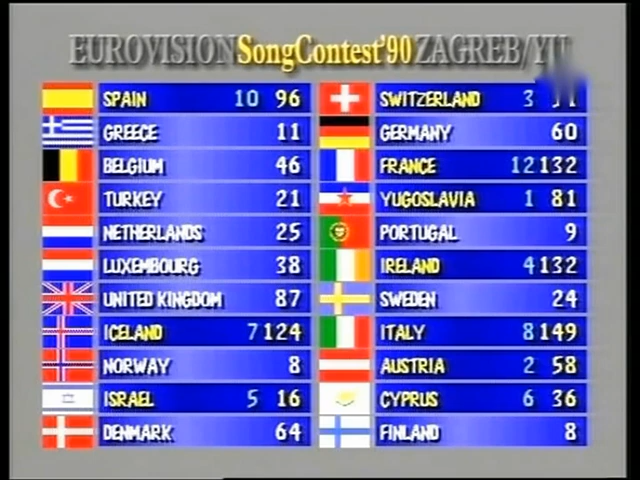 EUROVISION SongContest'90 ZAGREB/YU
SPAIN 10 96
GREECE 11
BELGIUM 46
TURKEY 21
NETHERLANDS 25
LUXEMBOURG 38
UNITED KINGDOM 87
ICELAND 7 124
NORWAY 8
ISRAEL 5 16
DENMARK 64
SWITZERLAND 3
GERMANY 60
FRANCE 12 132
YUGOSLAVIA 1 81
PORTUGAL 9
IRELAND 4 132
SWEDEN 24
ITALY 8 149
AUSTRIA 2 58
CYPRUS 6 36
FINLAND 8